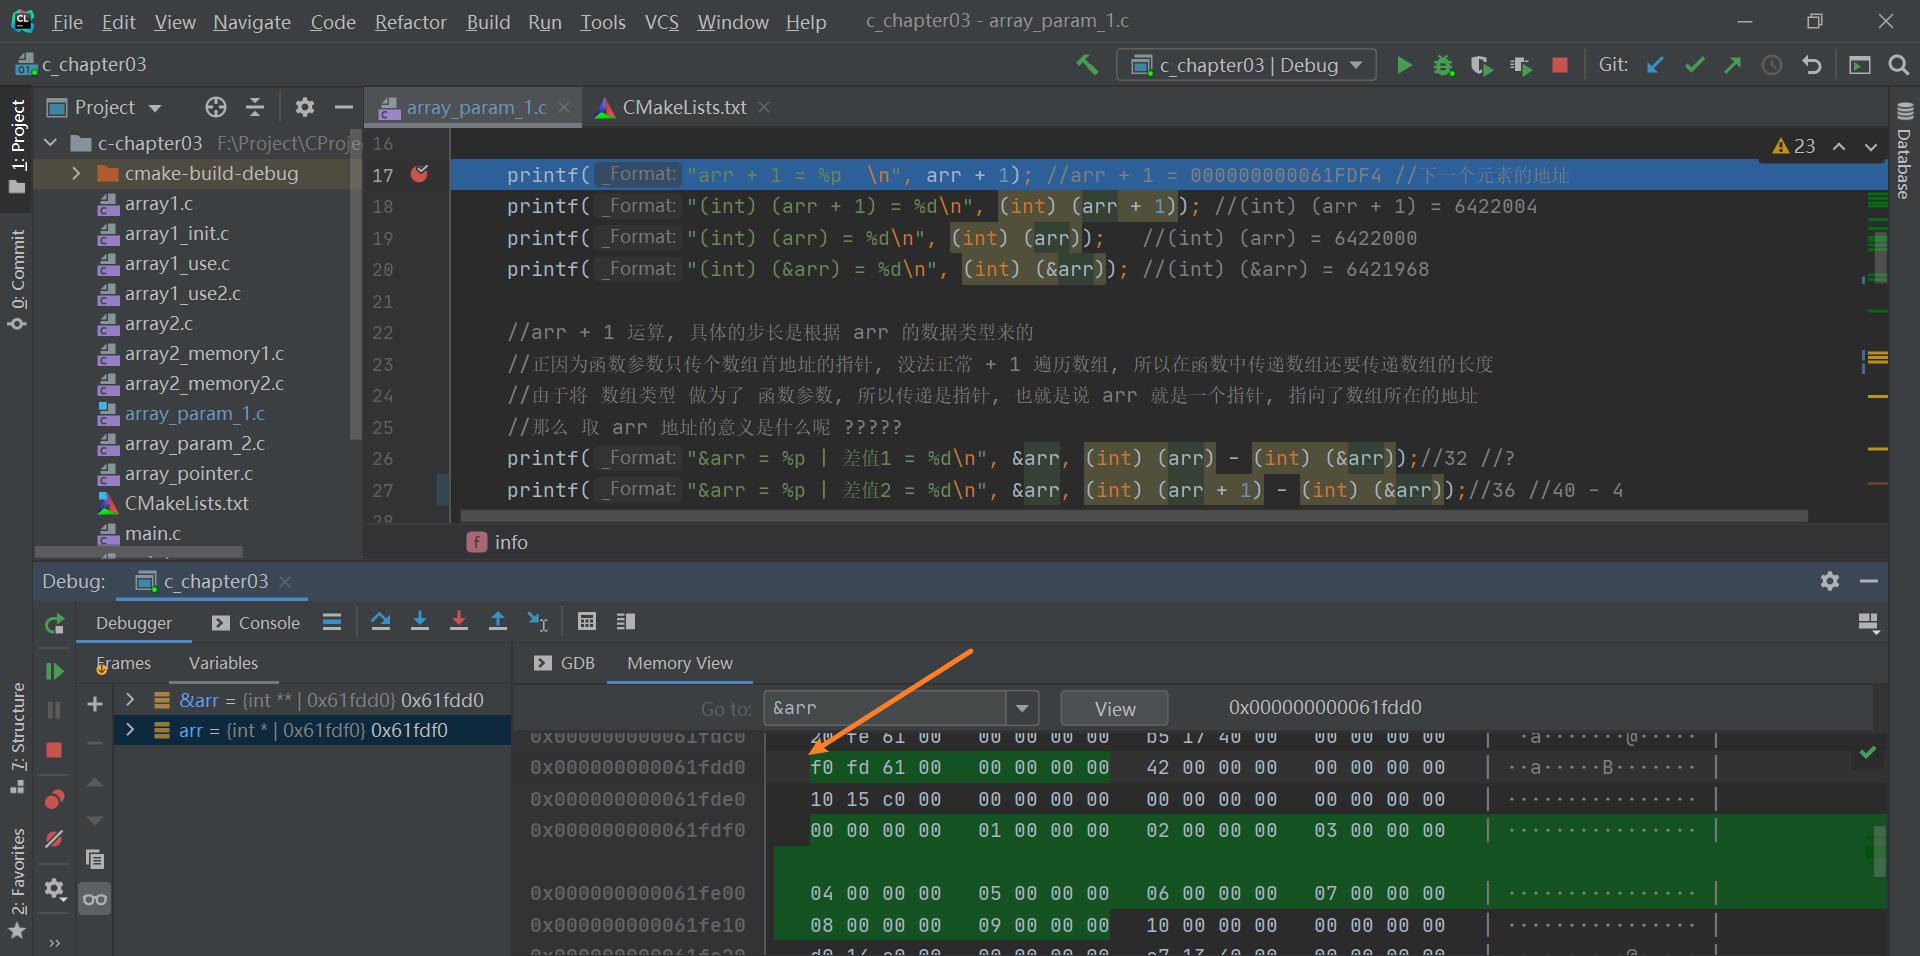 File Edit View Navigate Code Refactor Build Run Tools VCS Window Help c_chapter03 - array_param_1.c
c_chapter03 c_chapter03 | Debug Git:
1: Project
0: Commit
7: Structure
2: Favorites
Database
Project
c-chapter03 F:\Project\CProje
cmake-build-debug
array1.c
array1_init.c
array1_use.c
array1_use2.c
array2.c
array2_memory1.c
array2_memory2.c
array_param_1.c
array_param_2.c
array_pointer.c
CMakeLists.txt
main.c
array_param_1.c CMakeLists.txt
23
16
17 printf( _Format: "arr + 1 = %p  \n", arr + 1); //arr + 1 = 000000000061FDF4 //下一个元素的地址
18 printf( _Format: "(int) (arr + 1) = %d\n", (int) (arr + 1)); //(int) (arr + 1) = 6422004
19 printf( _Format: "(int) (arr) = %d\n", (int) (arr));   //(int) (arr) = 6422000
20 printf( _Format: "(int) (&arr) = %d\n", (int) (&arr)); //(int) (&arr) = 6421968
21
22 //arr + 1 运算, 具体的步长是根据 arr 的数据类型来的
23 //正因为函数参数只传个数组首地址的指针, 没法正常 + 1 遍历数组, 所以在函数中传递数组还要传递数组的长度
24 //由于将 数组类型 做为了 函数参数, 所以传递是指针, 也就是说 arr 就是一个指针, 指向了数组所在的地址
25 //那么 取 arr 地址的意义是什么呢 ?????
26 printf( _Format: "&arr = %p | 差值1 = %d\n", &arr, (int) (arr) - (int) (&arr));//32 //?
27 printf( _Format: "&arr = %p | 差值2 = %d\n", &arr, (int) (arr + 1) - (int) (&arr));//36 //40 - 4
28
f info
Debug: c_chapter03
Debugger Console
Frames Variables
&arr = {int ** | 0x61fdd0} 0x61fdd0
arr = {int * | 0x61fdf0} 0x61fdf0
GDB Memory View
Go to: &arr View 0x000000000061fdd0
0x000000000061fdc0 fe 61 00 00 00 00 00 b5 17 40 00 00 00 00 00 | ·a······@····· |
0x000000000061fdd0 f0 fd 61 00 00 00 00 00 42 00 00 00 00 00 00 00 | ··a·····B······· |
0x000000000061fde0 10 15 c0 00 00 00 00 00 00 00 00 00 00 00 00 00 | ················ |
0x000000000061fdf0 00 00 00 00 01 00 00 00 02 00 00 00 03 00 00 00 | ················ |
0x000000000061fe00 04 00 00 00 05 00 00 00 06 00 00 00 07 00 00 00 | ················ |
0x000000000061fe10 08 00 00 00 09 00 00 00 10 00 00 00 00 00 00 00 | ················ |